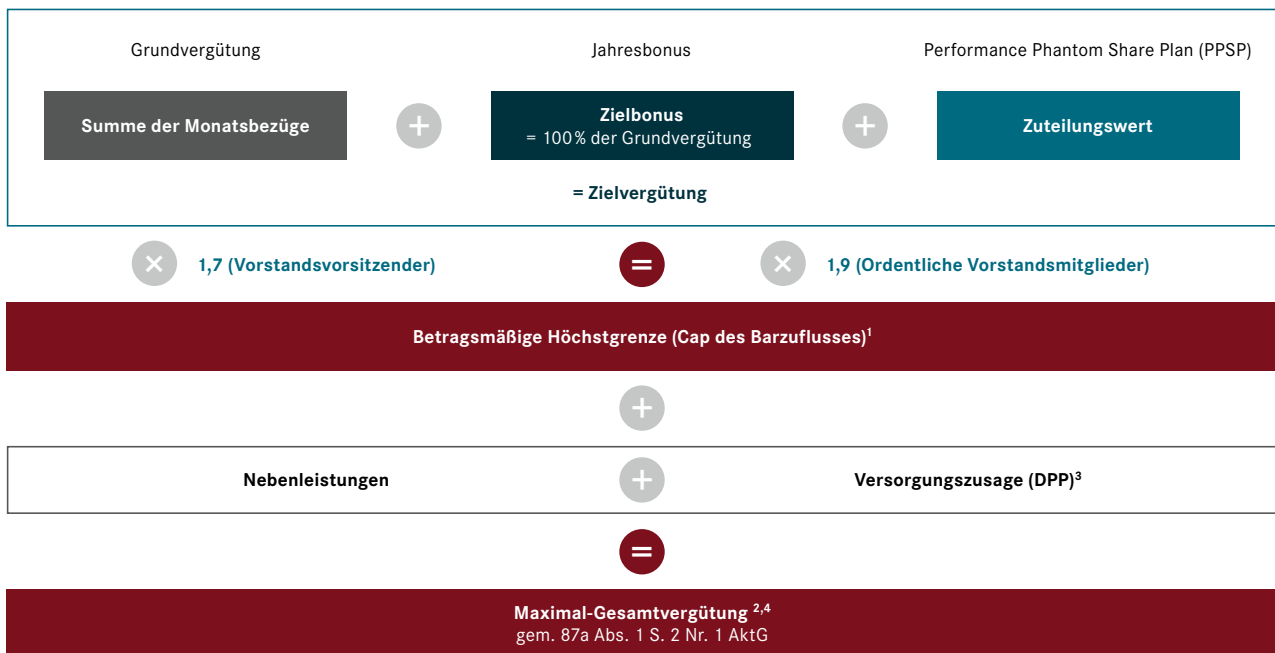 Grundvergütung
Jahresbonus
Performance Phantom Share Plan (PPSP)
Summe der Monatsbezüge
+
Zielbonus
= 100 % der Grundvergütung
+
Zuteilungswert
= Zielvergütung
× 1,7 (Vorstandsvorsitzender)
=
× 1,9 (Ordentliche Vorstandsmitglieder)
Betragsmäßige Höchstgrenze (Cap des Barzuflusses)¹
+
Nebenleistungen
+
Versorgungszusage (DPP)³
=
Maximal-Gesamtvergütung ²,⁴
gem. 87a Abs. 1 S. 2 Nr. 1 AktG